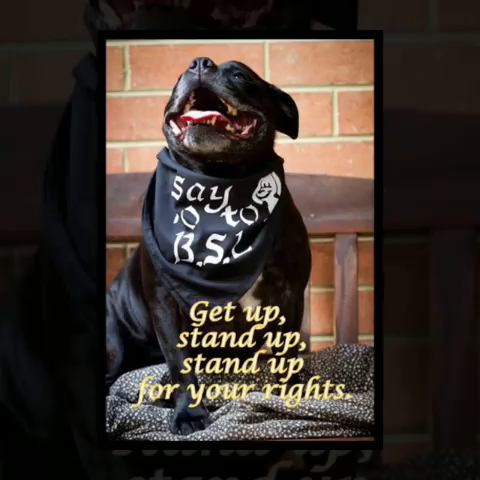 say
no to
B.S.L
Get up,
stand up,
stand up
for your rights.